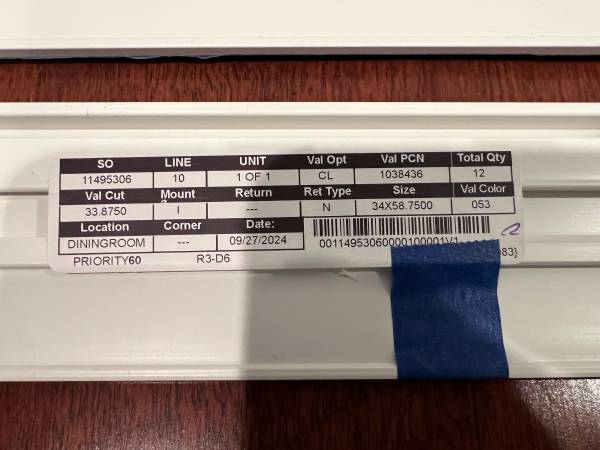 SO LINE UNIT Val Opt Val PCN Total Qty
11495306 10 1 OF 1 CL 1038436 12
Val Cut Mount Return Ret Type Size Val Color
33.8750 I --- N 34X58.7500 053
Location Corner Date:
DININGROOM --- 09/27/2024 00114953060000100001V1
PRIORITY60 R3-D6 83}